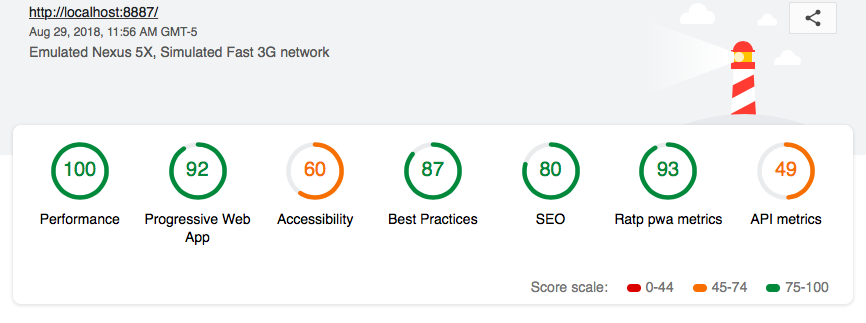 http://localhost:8887/
Aug 29, 2018, 11:56 AM GMT-5
Emulated Nexus 5X, Simulated Fast 3G network
100 92 60 87 80 93 49
Performance Progressive Web App Accessibility Best Practices SEO Ratp pwa metrics API metrics
Score scale: 0-44 45-74 75-100